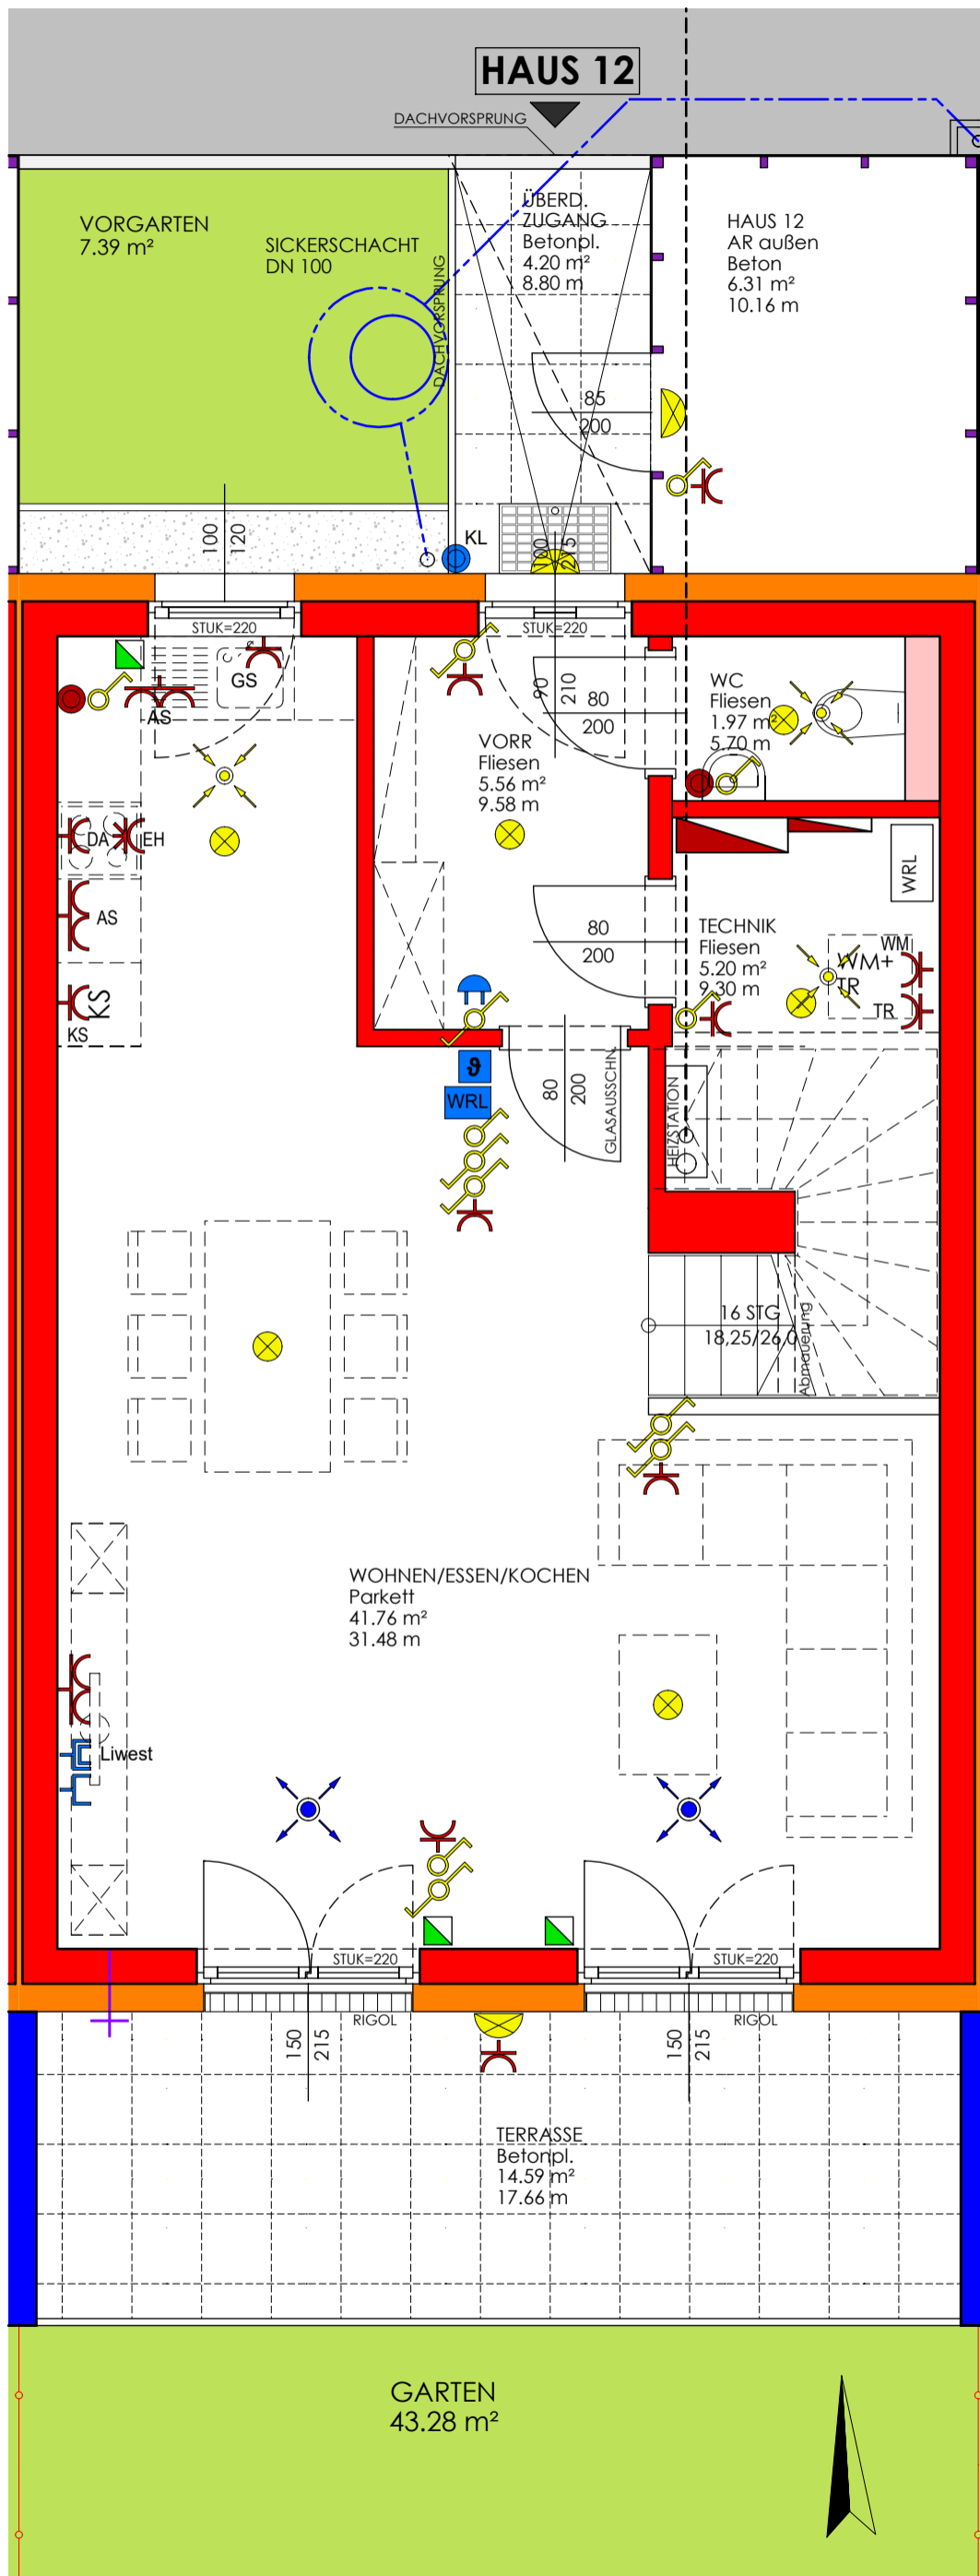 HAUS 12
DACHVORSPRUNG
VORGARTEN
7.39 m²
SICKERSCHACHT
DN 100
DACHVORSPRUNG
ÜBERD.
ZUGANG
Betonpl.
4.20 m²
8.80 m
HAUS 12
AR außen
Beton
6.31 m²
10.16 m
85
200
100
120
KL
215
STUK=220
STUK=220
GS
AS
90
210
80
200
WC
Fliesen
1.97 m²
5.70 m
VORR
Fliesen
5.56 m²
9.58 m
DA
EH
AS
KS
KS
WRL
80
200
TECHNIK
Fliesen
5.20 m²
9.30 m
WM
WM+
TR
TR
ϑ
WRL
80
200
GLASAUSSCHN.
HEIZSTATION
16 STG
18,25/26,0
Abmauerung
WOHNEN/ESSEN/KOCHEN
Parkett
41.76 m²
31.48 m
Liwest
STUK=220
STUK=220
RIGOL
RIGOL
150
215
150
215
TERRASSE
Betonpl.
14.59 m²
17.66 m
GARTEN
43.28 m²